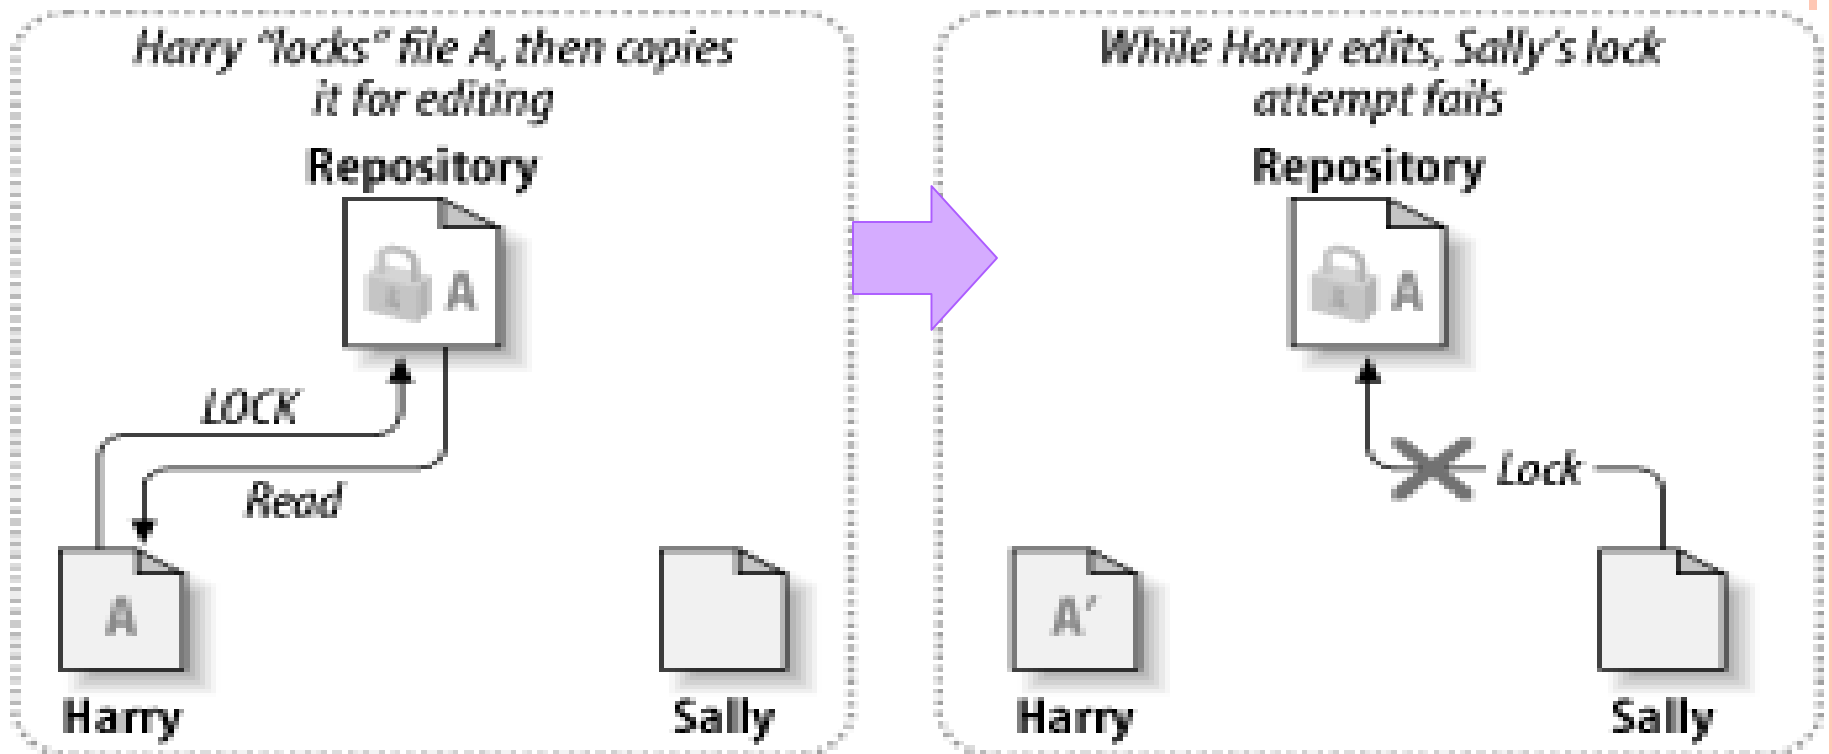 Harry “locks” file A, then copies
it for editing
Repository
A
LOCK
Read
A
Harry
Sally
While Harry edits, Sally’s lock
attempt fails
Repository
A
Lock
A′
Harry
Sally